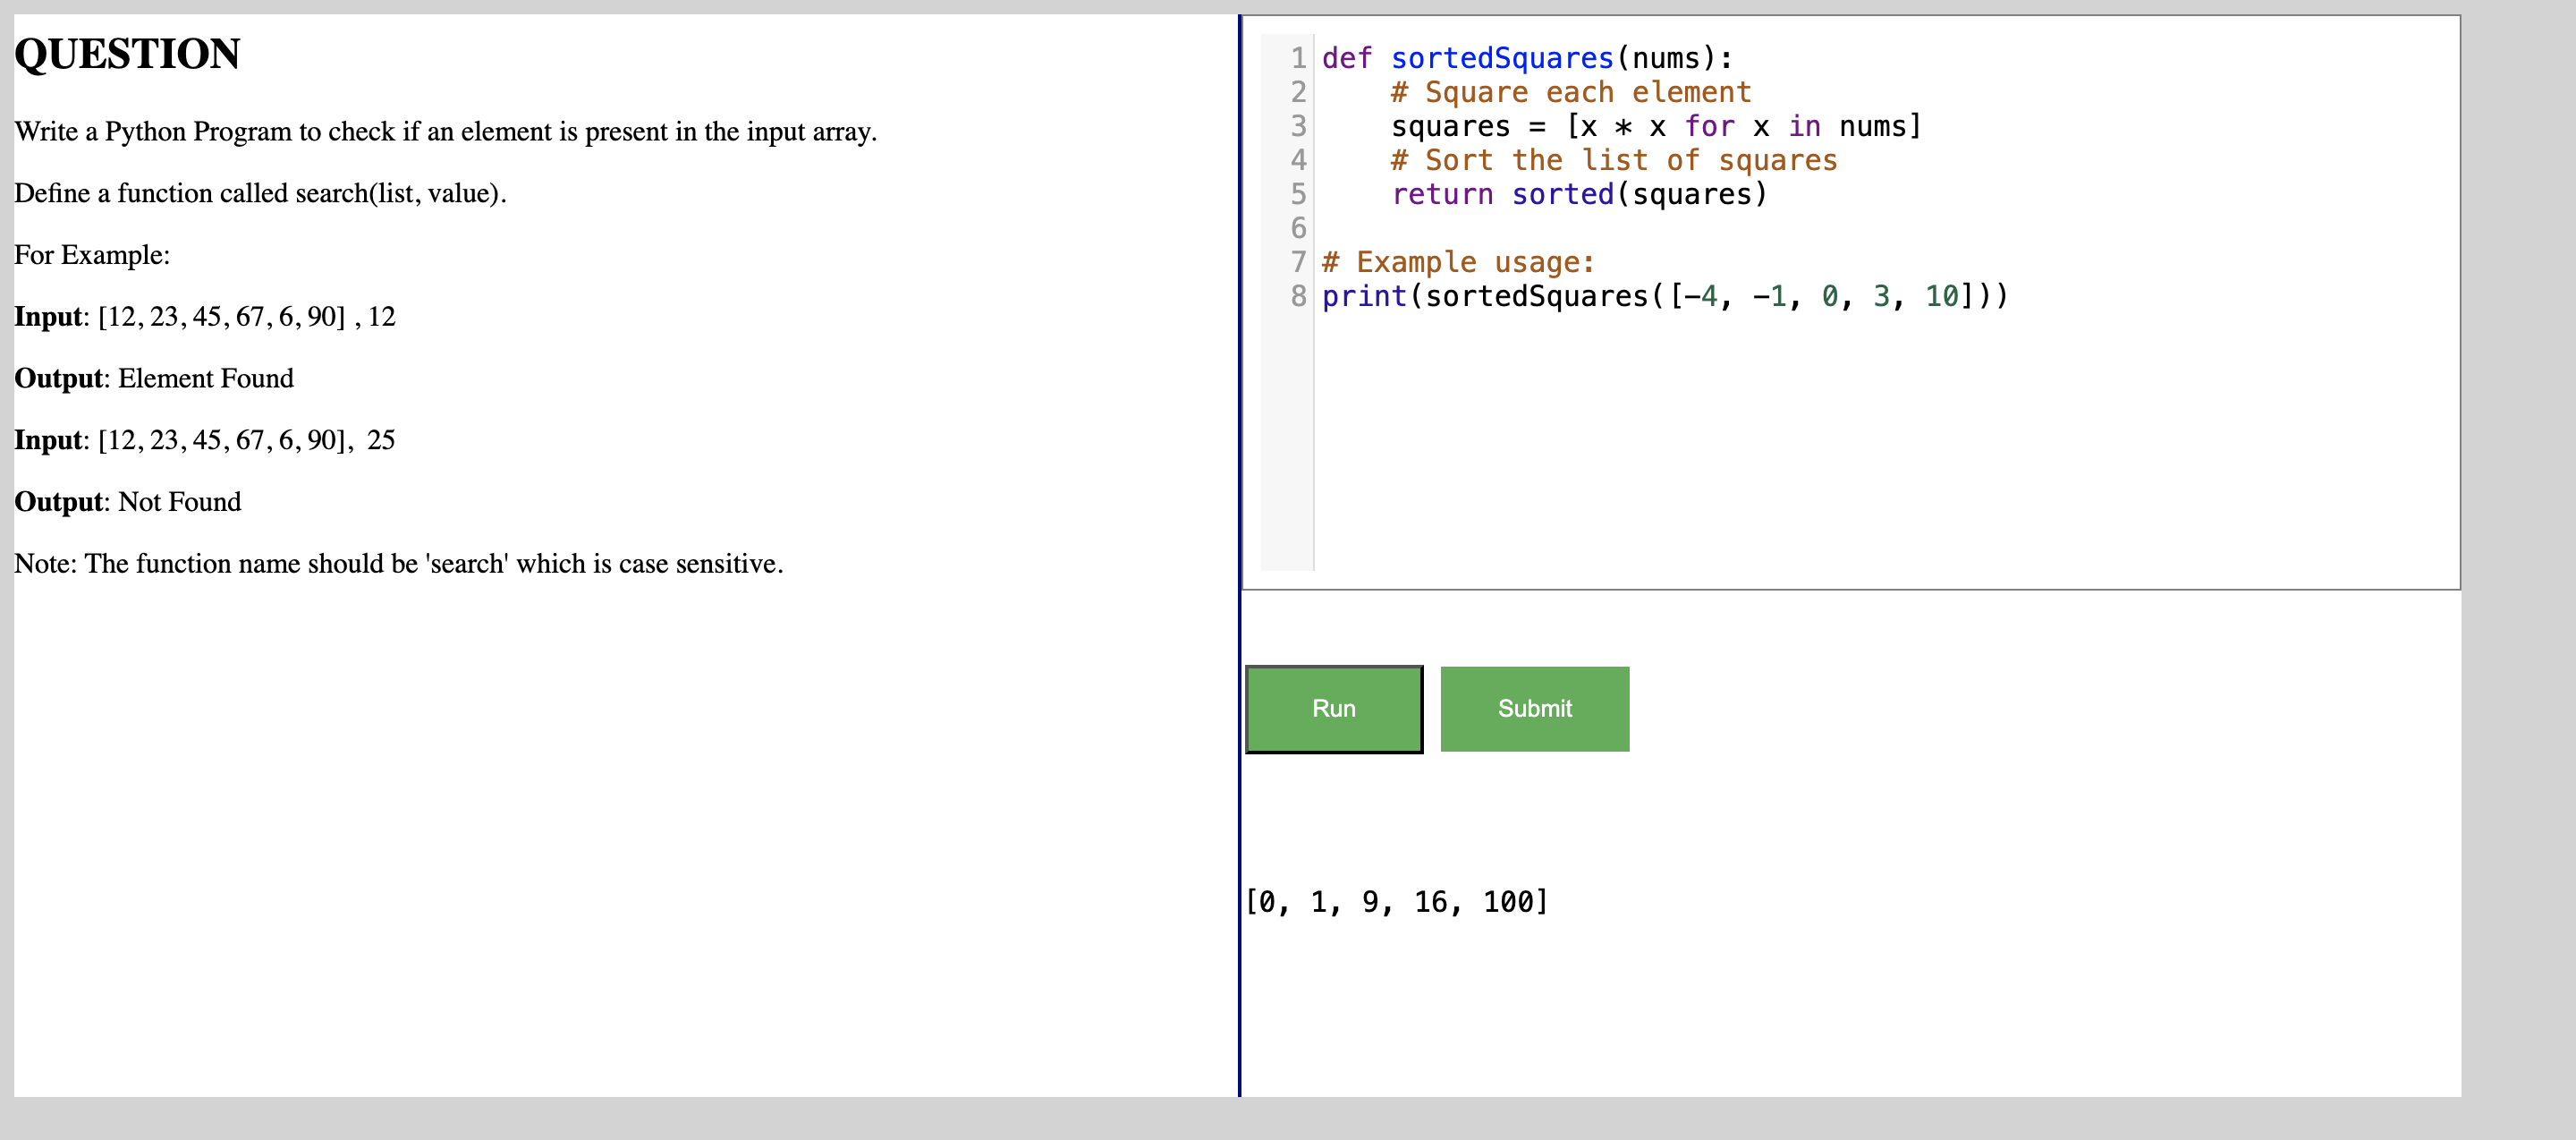 QUESTION
Write a Python Program to check if an element is present in the input array.
Define a function called search(list, value).
For Example:
Input: [12, 23, 45, 67, 6, 90] , 12
Output: Element Found
Input: [12, 23, 45, 67, 6, 90],  25
Output: Not Found
Note: The function name should be 'search' which is case sensitive.
1 def sortedSquares(nums):
2     # Square each element
3     squares = [x * x for x in nums]
4     # Sort the list of squares
5     return sorted(squares)
6
7 # Example usage:
8 print(sortedSquares([-4, -1, 0, 3, 10]))
Run Submit
[0, 1, 9, 16, 100]